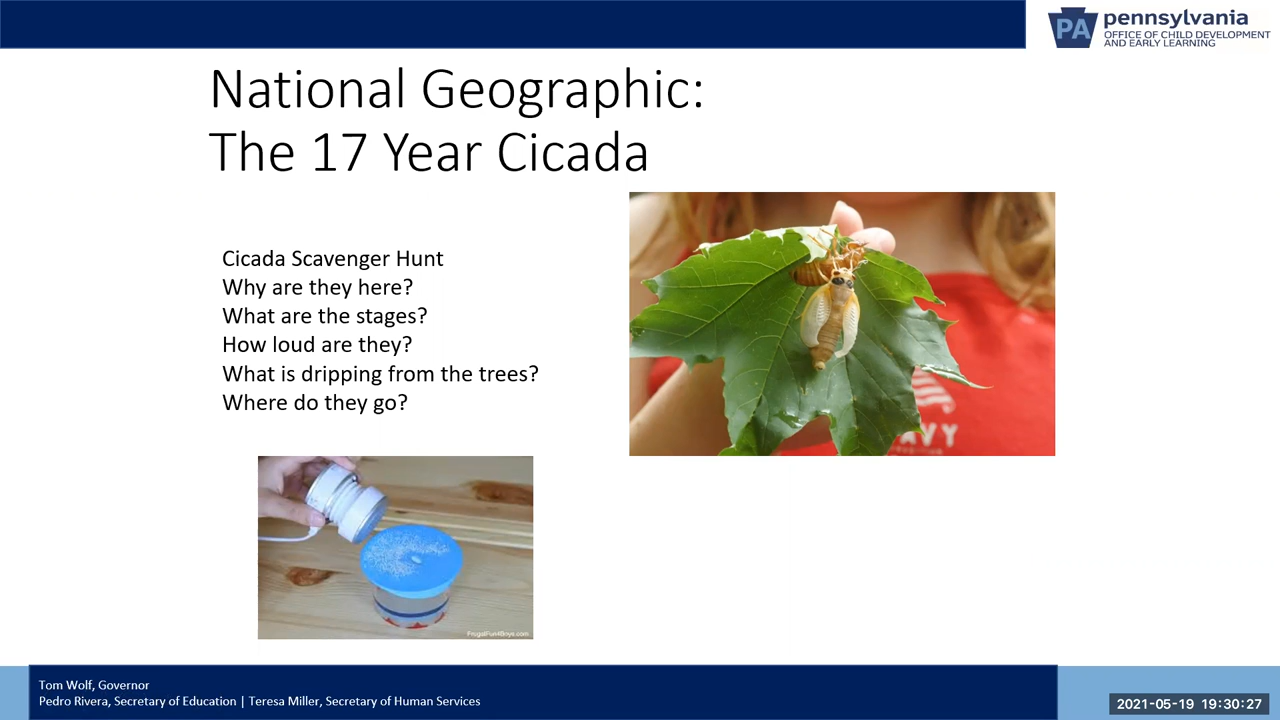 PA
pennsylvania
OFFICE OF CHILD DEVELOPMENT
AND EARLY LEARNING
National Geographic:
The 17 Year Cicada
Cicada Scavenger Hunt
Why are they here?
What are the stages?
How loud are they?
What is dripping from the trees?
Where do they go?
FrugalFun4Boys.com
Tom Wolf, Governor
Pedro Rivera, Secretary of Education | Teresa Miller, Secretary of Human Services
2021-05-19 19:30:27